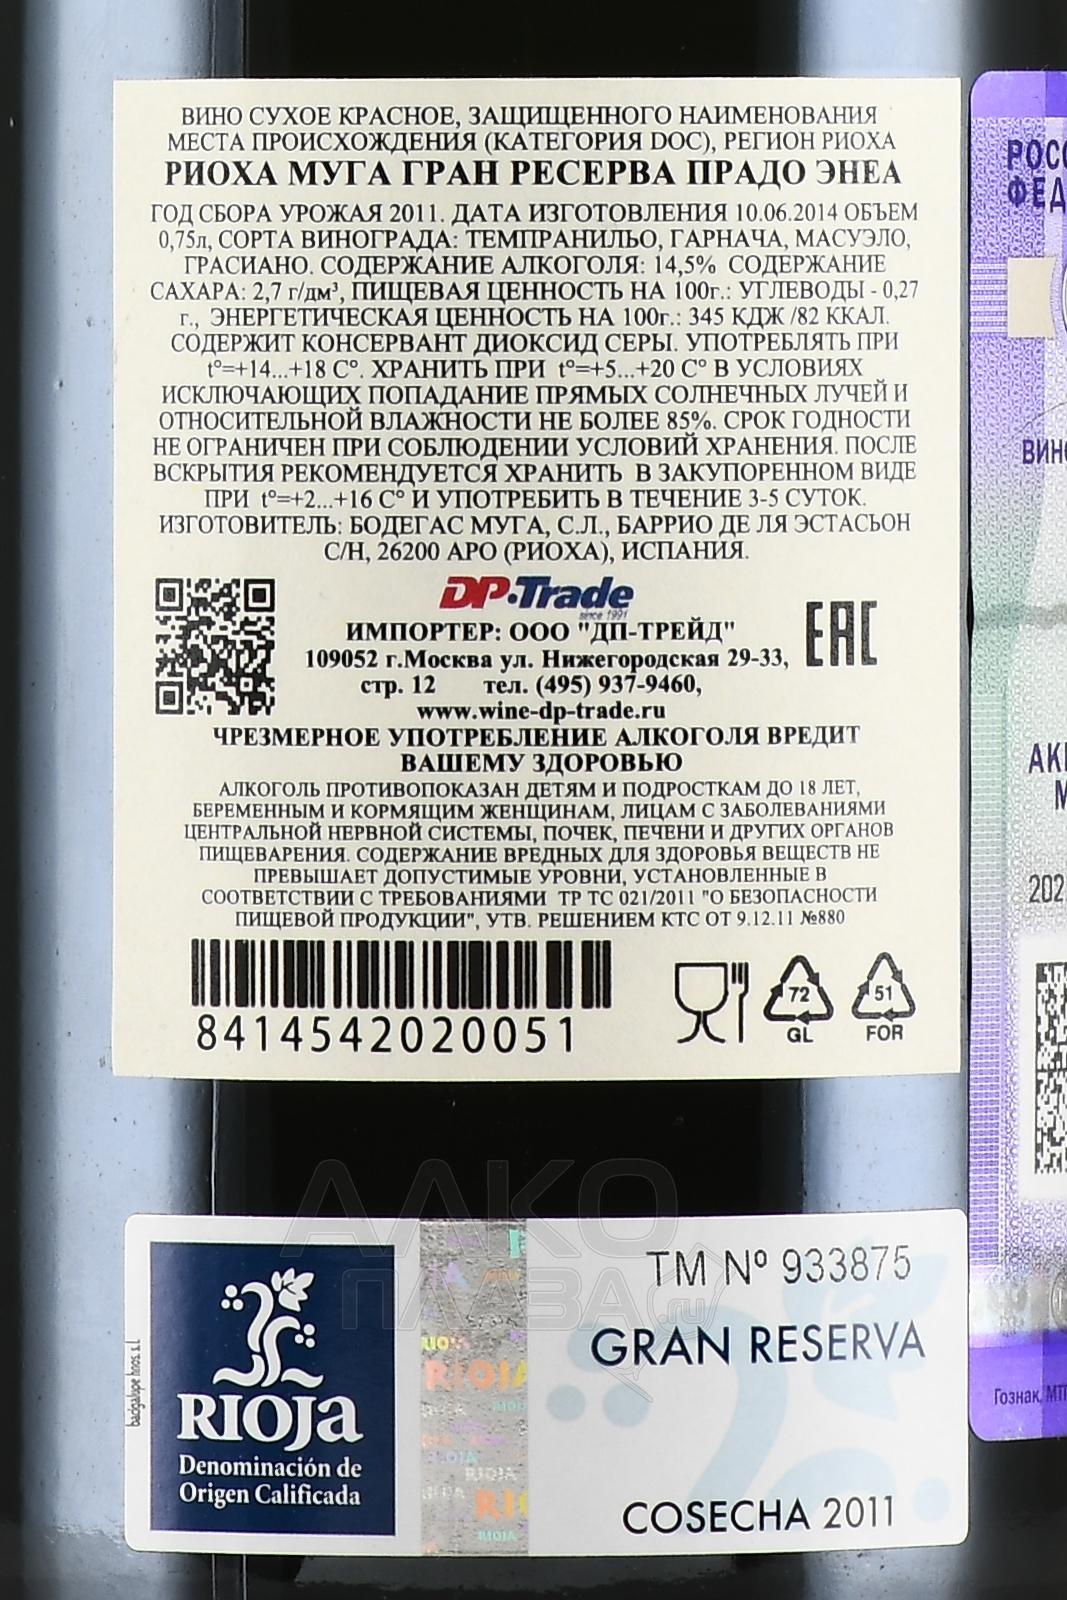 ВИНО СУХОЕ КРАСНОЕ, ЗАЩИЩЕННОГО НАИМЕНОВАНИЯ
МЕСТА ПРОИСХОЖДЕНИЯ (КАТЕГОРИЯ DOC), РЕГИОН РИОХА
РИОХА МУГА ГРАН РЕСЕРВА ПРАДО ЭНЕА
ГОД СБОРА УРОЖАЯ 2011. ДАТА ИЗГОТОВЛЕНИЯ 10.06.2014 ОБЪЕМ
0,75л, СОРТА ВИНОГРАДА: ТЕМПРАНИЛЬО, ГАРНАЧА, МАСУЭЛО,
ГРАСИАНО. СОДЕРЖАНИЕ АЛКОГОЛЯ: 14,5% СОДЕРЖАНИЕ
САХАРА: 2,7 г/дм³, ПИЩЕВАЯ ЦЕННОСТЬ НА 100г.: УГЛЕВОДЫ - 0,27
г., ЭНЕРГЕТИЧЕСКАЯ ЦЕННОСТЬ НА 100г.: 345 КДЖ /82 ККАЛ.
СОДЕРЖИТ КОНСЕРВАНТ ДИОКСИД СЕРЫ. УПОТРЕБЛЯТЬ ПРИ
t°=+14...+18 C°. ХРАНИТЬ ПРИ t°=+5...+20 C° В УСЛОВИЯХ
ИСКЛЮЧАЮЩИХ ПОПАДАНИЕ ПРЯМЫХ СОЛНЕЧНЫХ ЛУЧЕЙ И
ОТНОСИТЕЛЬНОЙ ВЛАЖНОСТИ НЕ БОЛЕЕ 85%. СРОК ГОДНОСТИ
НЕ ОГРАНИЧЕН ПРИ СОБЛЮДЕНИИ УСЛОВИЙ ХРАНЕНИЯ. ПОСЛЕ
ВСКРЫТИЯ РЕКОМЕНДУЕТСЯ ХРАНИТЬ В ЗАКУПОРЕННОМ ВИДЕ
ПРИ t°=+2...+16 C° И УПОТРЕБИТЬ В ТЕЧЕНИЕ 3-5 СУТОК.
ИЗГОТОВИТЕЛЬ: БОДЕГАС МУГА, С.Л., БАРРИО ДЕ ЛЯ ЭСТАСЬОН
С/Н, 26200 АРО (РИОХА), ИСПАНИЯ.
DP-Trade
since 1991
ИМПОРТЕР: ООО "ДП-ТРЕЙД"
109052 г.Москва ул. Нижегородская 29-33,
стр. 12 тел. (495) 937-9460,
www.wine-dp-trade.ru
EAC
ЧРЕЗМЕРНОЕ УПОТРЕБЛЕНИЕ АЛКОГОЛЯ ВРЕДИТ
ВАШЕМУ ЗДОРОВЬЮ
АЛКОГОЛЬ ПРОТИВОПОКАЗАН ДЕТЯМ И ПОДРОСТКАМ ДО 18 ЛЕТ,
БЕРЕМЕННЫМ И КОРМЯЩИМ ЖЕНЩИНАМ, ЛИЦАМ С ЗАБОЛЕВАНИЯМИ
ЦЕНТРАЛЬНОЙ НЕРВНОЙ СИСТЕМЫ, ПОЧЕК, ПЕЧЕНИ И ДРУГИХ ОРГАНОВ
ПИЩЕВАРЕНИЯ. СОДЕРЖАНИЕ ВРЕДНЫХ ДЛЯ ЗДОРОВЬЯ ВЕЩЕСТВ НЕ
ПРЕВЫШАЕТ ДОПУСТИМЫЕ УРОВНИ, УСТАНОВЛЕННЫЕ В
СООТВЕТСТВИИ С ТРЕБОВАНИЯМИ ТР ТС 021/2011 "О БЕЗОПАСНОСТИ
ПИЩЕВОЙ ПРОДУКЦИИ", УТВ. РЕШЕНИЕМ КТС ОТ 9.12.11 №880
8414542020051
72
GL
51
FOR
АЛКО
ПЛАЗА.ru
badgalupe hnos. s.L
RIOJA
Denominación de
Origen Calificada
RIOJA
TM Nº 933875
GRAN RESERVA
COSECHA 2011
РОСС
ФЕД
ВИНО
АК
М
202
Гознак, МТ